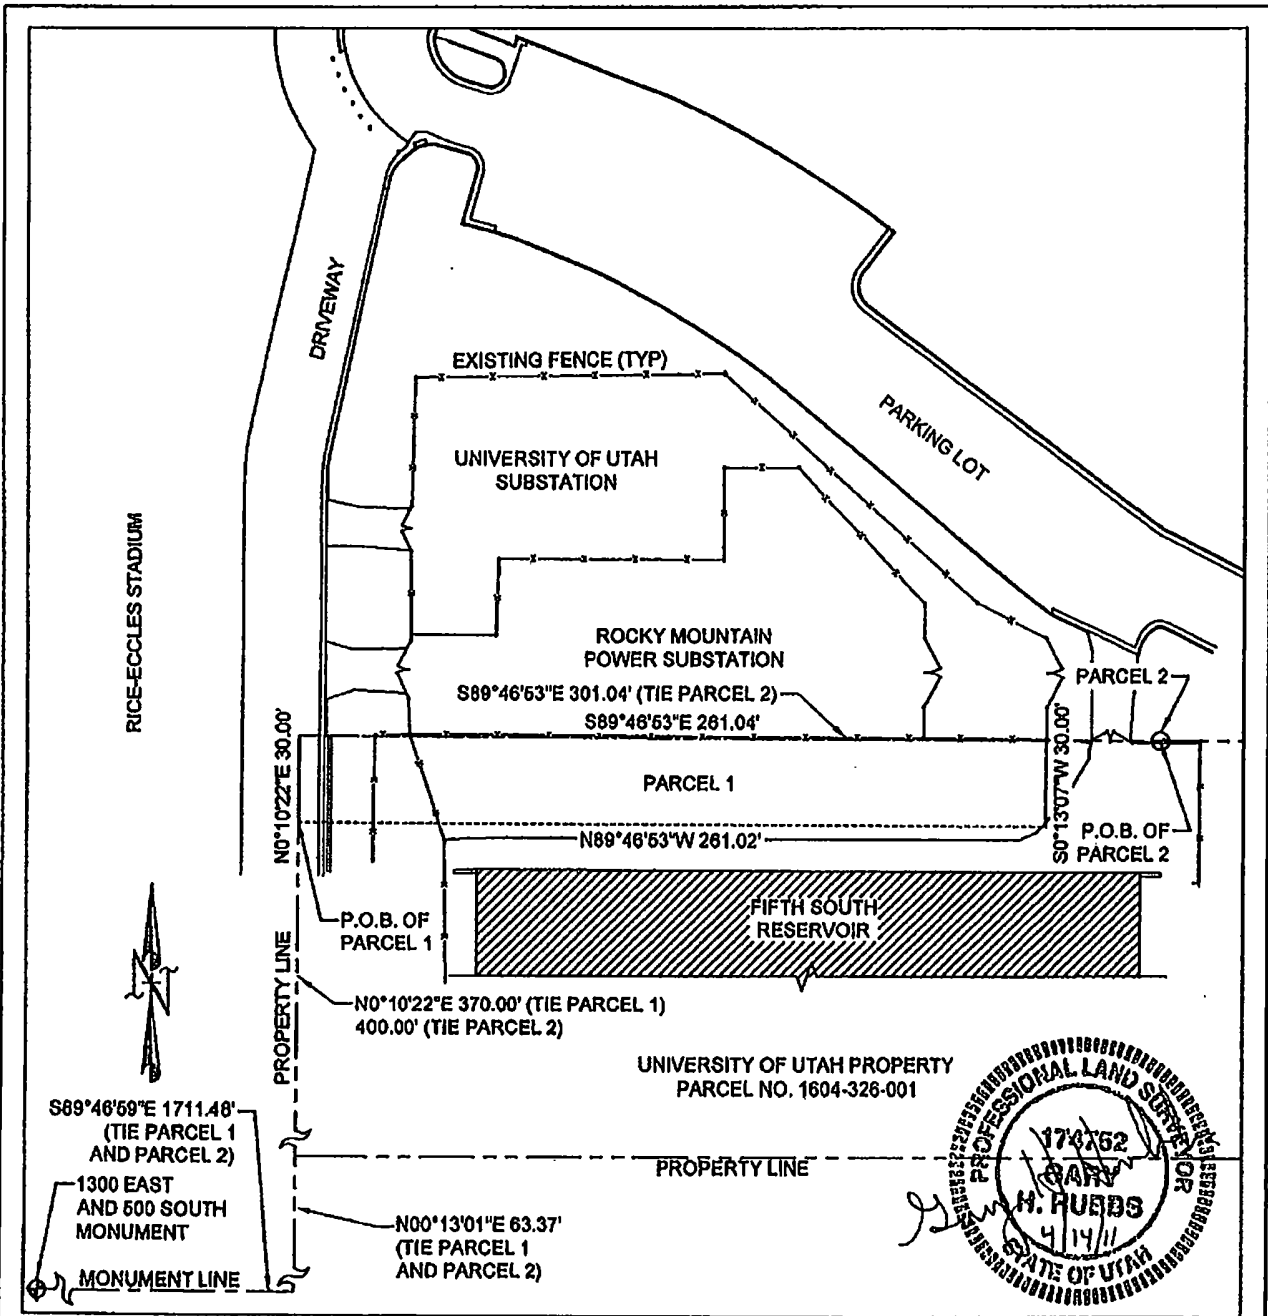 DRIVEWAY
EXISTING FENCE (TYP)
PARKING LOT
UNIVERSITY OF UTAH
SUBSTATION
RICE-ECCLES STADIUM
ROCKY MOUNTAIN
POWER SUBSTATION
S89°46'53"E 301.04' (TIE PARCEL 2)
S89°46'53"E 261.04'
PARCEL 2
N0°10'22"E 30.00'
PARCEL 1
S0°13'07"W 30.00'
N89°46'53"W 261.02'
P.O.B. OF
PARCEL 2
P.O.B. OF
PARCEL 1
FIFTH SOUTH
RESERVOIR
PROPERTY LINE
N
N0°10'22"E 370.00' (TIE PARCEL 1)
400.00' (TIE PARCEL 2)
UNIVERSITY OF UTAH PROPERTY
PARCEL NO. 1604-326-001
S89°46'59"E 1711.48'
(TIE PARCEL 1
AND PARCEL 2)
1300 EAST
AND 500 SOUTH
MONUMENT
PROPERTY LINE
N00°13'01"E 63.37'
(TIE PARCEL 1
AND PARCEL 2)
MONUMENT LINE
PROFESSIONAL LAND SURVEYOR
174762
GARY
H. RUBBS
4/14/11
STATE OF UTAH